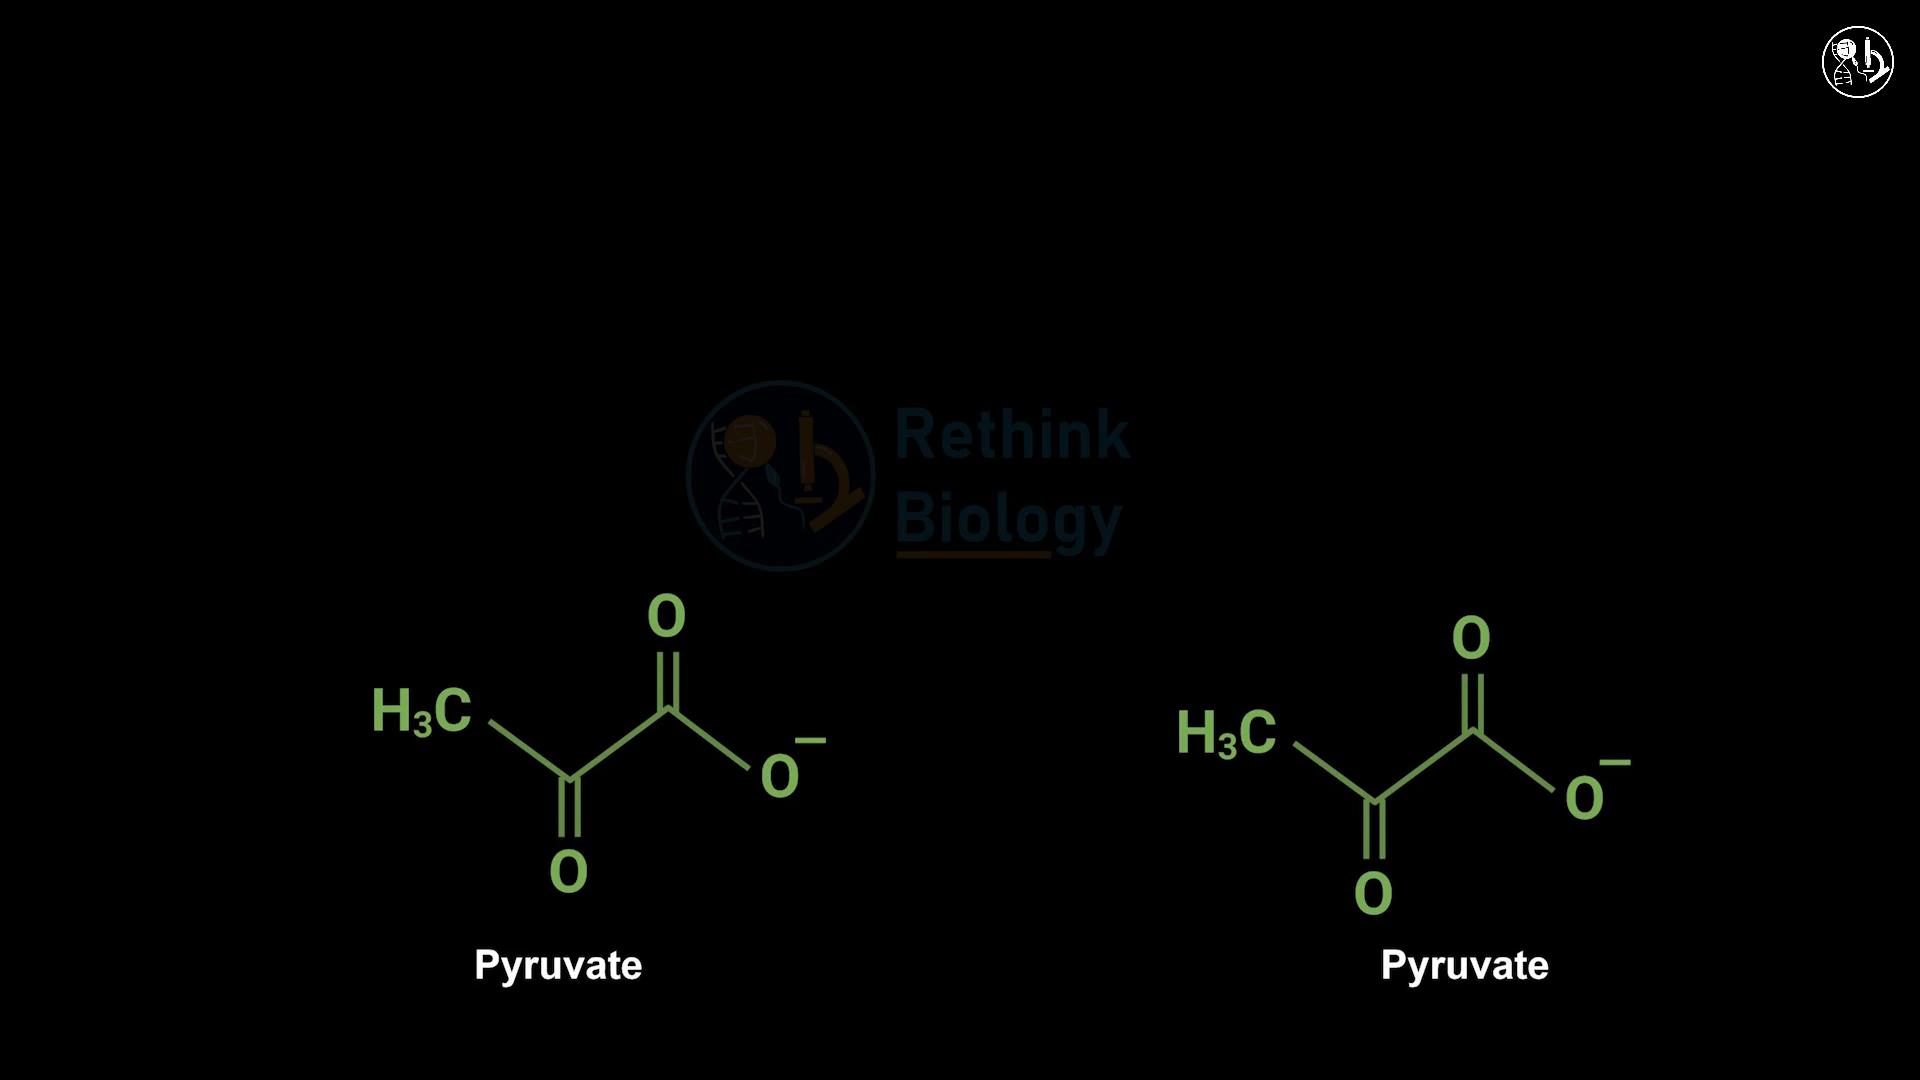 Rethink
Biology
O
O
H₃C
H₃C
O⁻
O⁻
O
O
Pyruvate
Pyruvate